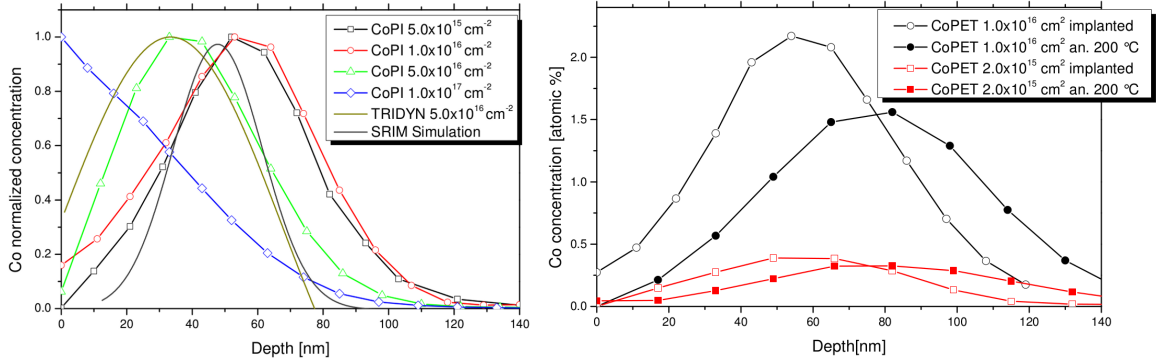 1.0
0.8
0.6
0.4
0.2
0.0
Co normalized concentration
0 20 40 60 80 100 120 140
Depth [nm]
CoPI 5.0x10¹⁵ cm⁻²
CoPI 1.0x10¹⁶ cm⁻²
CoPI 5.0x10¹⁶ cm⁻²
CoPI 1.0x10¹⁷ cm⁻²
TRIDYN 5.0x10¹⁶ cm⁻²
SRIM Simulation
2.0
1.5
1.0
0.5
0.0
Co concentration [atomic %]
0 20 40 60 80 100 120 140
Depth[nm]
CoPET 1.0x10¹⁶ cm² implanted
CoPET 1.0x10¹⁶ cm² an. 200 ºC
CoPET 2.0x10¹⁵ cm² implanted
CoPET 2.0x10¹⁵ cm² an. 200 ºC